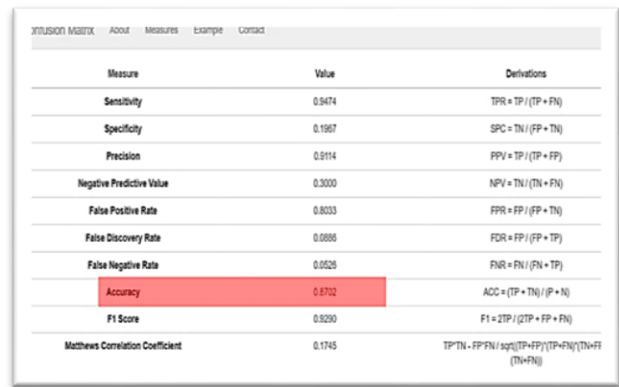 onfusion Matrix About Measures Example Contact
Measure Value Derivations
Sensitivity 0.9474 TPR = TP / (TP + FN)
Specificity 0.1967 SPC = TN / (FP + TN)
Precision 0.9114 PPV = TP / (TP + FP)
Negative Predictive Value 0.3000 NPV = TN / (TN + FN)
False Positive Rate 0.8033 FPR = FP / (FP + TN)
False Discovery Rate 0.0886 FDR = FP / (FP + TP)
False Negative Rate 0.0526 FNR = FN / (FN + TP)
Accuracy 0.8702 ACC = (TP + TN) / (P + N)
F1 Score 0.9290 F1 = 2TP / (2TP + FP + FN)
Matthews Correlation Coefficient 0.1745 TP*TN - FP*FN / sqrt((TP+FP)*(TP+FN)*(TN+FP
(TN+FN))